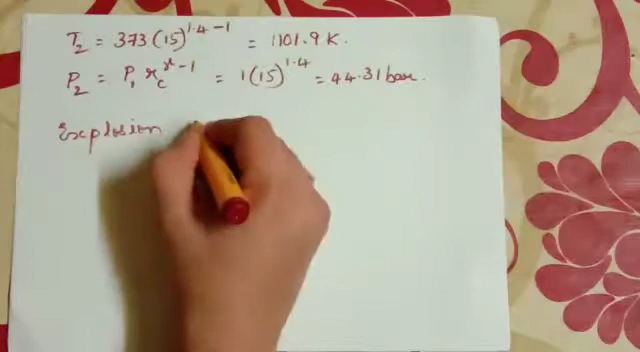 T₂ = 373 (15)^1.4-1 = 1101.9 K.
P₂ = P₁ r_c^γ-1 = 1 (15)^1.4 = 44.31 bar.
Explosion